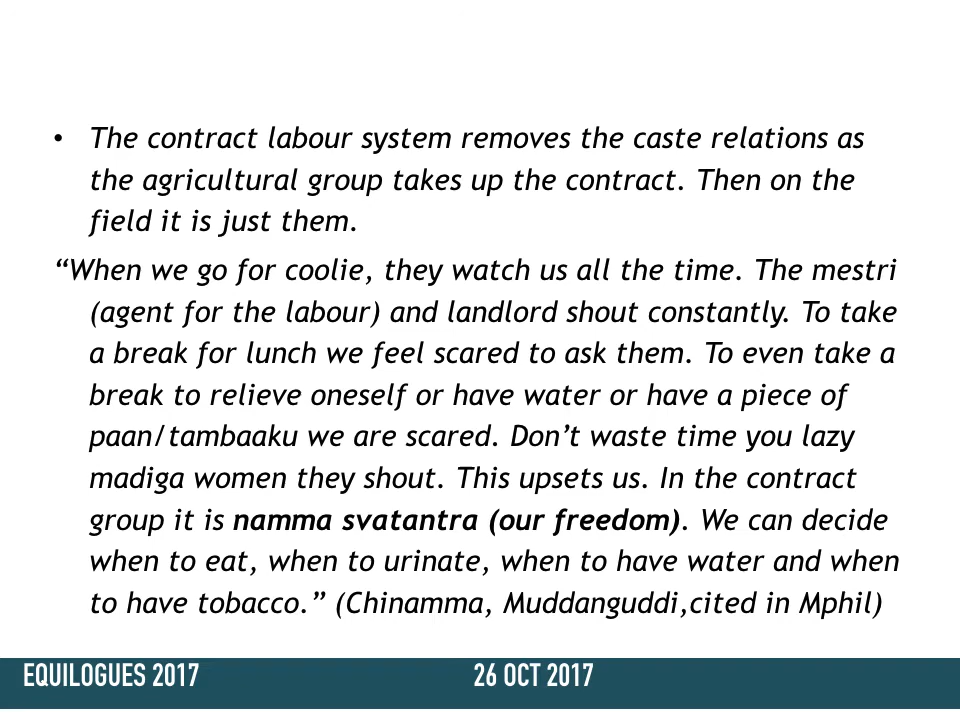 • The contract labour system removes the caste relations as
the agricultural group takes up the contract. Then on the
field it is just them.
“When we go for coolie, they watch us all the time. The mestri
(agent for the labour) and landlord shout constantly. To take
a break for lunch we feel scared to ask them. To even take a
break to relieve oneself or have water or have a piece of
paan/tambaaku we are scared. Don’t waste time you lazy
madiga women they shout. This upsets us. In the contract
group it is namma svatantra (our freedom). We can decide
when to eat, when to urinate, when to have water and when
to have tobacco.” (Chinamma, Muddanguddi,cited in Mphil)
EQUILOGUES 2017 26 OCT 2017